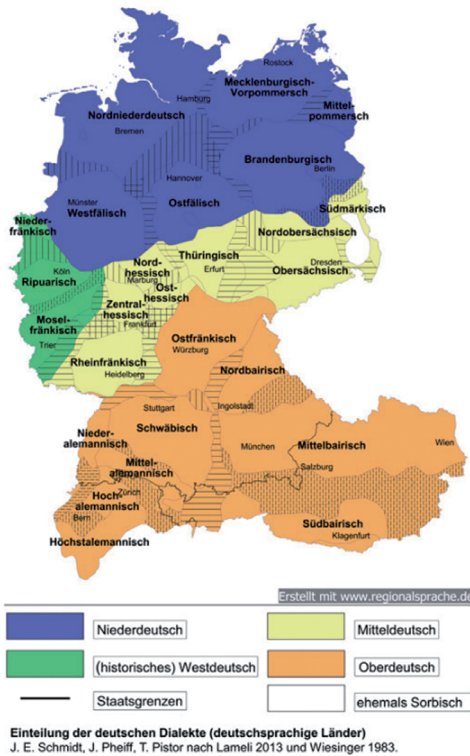 Rostock
Mecklenburgisch-
Vorpommersch
Hamburg
Mittel-
pommersch
Nordniederdeutsch
Bremen
Brandenburgisch
Berlin
Hannover
Münster
Westfälisch
Ostfälisch
Südmärkisch
Nieder-
fränkisch
Nordobersächsisch
Thüringisch
Erfurt
Dresden
Obersächsisch
Nord-
hessisch
Marburg
Ost-
hessisch
Köln
Ripuarisch
Zentral-
hessisch
Frankfurt
Mosel-
fränkisch
Trier
Ostfränkisch
Würzburg
Rheinfränkisch
Heidelberg
Nordbairisch
Stuttgart
Ingolstadt
Schwäbisch
Nieder-
alemannisch
München
Mittelbairisch
Wien
Salzburg
Mittel-
alemannisch
Zürich
Hoch-
alemannisch
Bern
Höchstalemannisch
Südbairisch
Klagenfurt
Erstellt mit www.regionalsprache.de
Niederdeutsch
Mitteldeutsch
(historisches) Westdeutsch
Oberdeutsch
Staatsgrenzen
ehemals Sorbisch
Einteilung der deutschen Dialekte (deutschsprachige Länder)
J. E. Schmidt, J. Pheiff, T. Pistor nach Lameli 2013 und Wiesinger 1983.